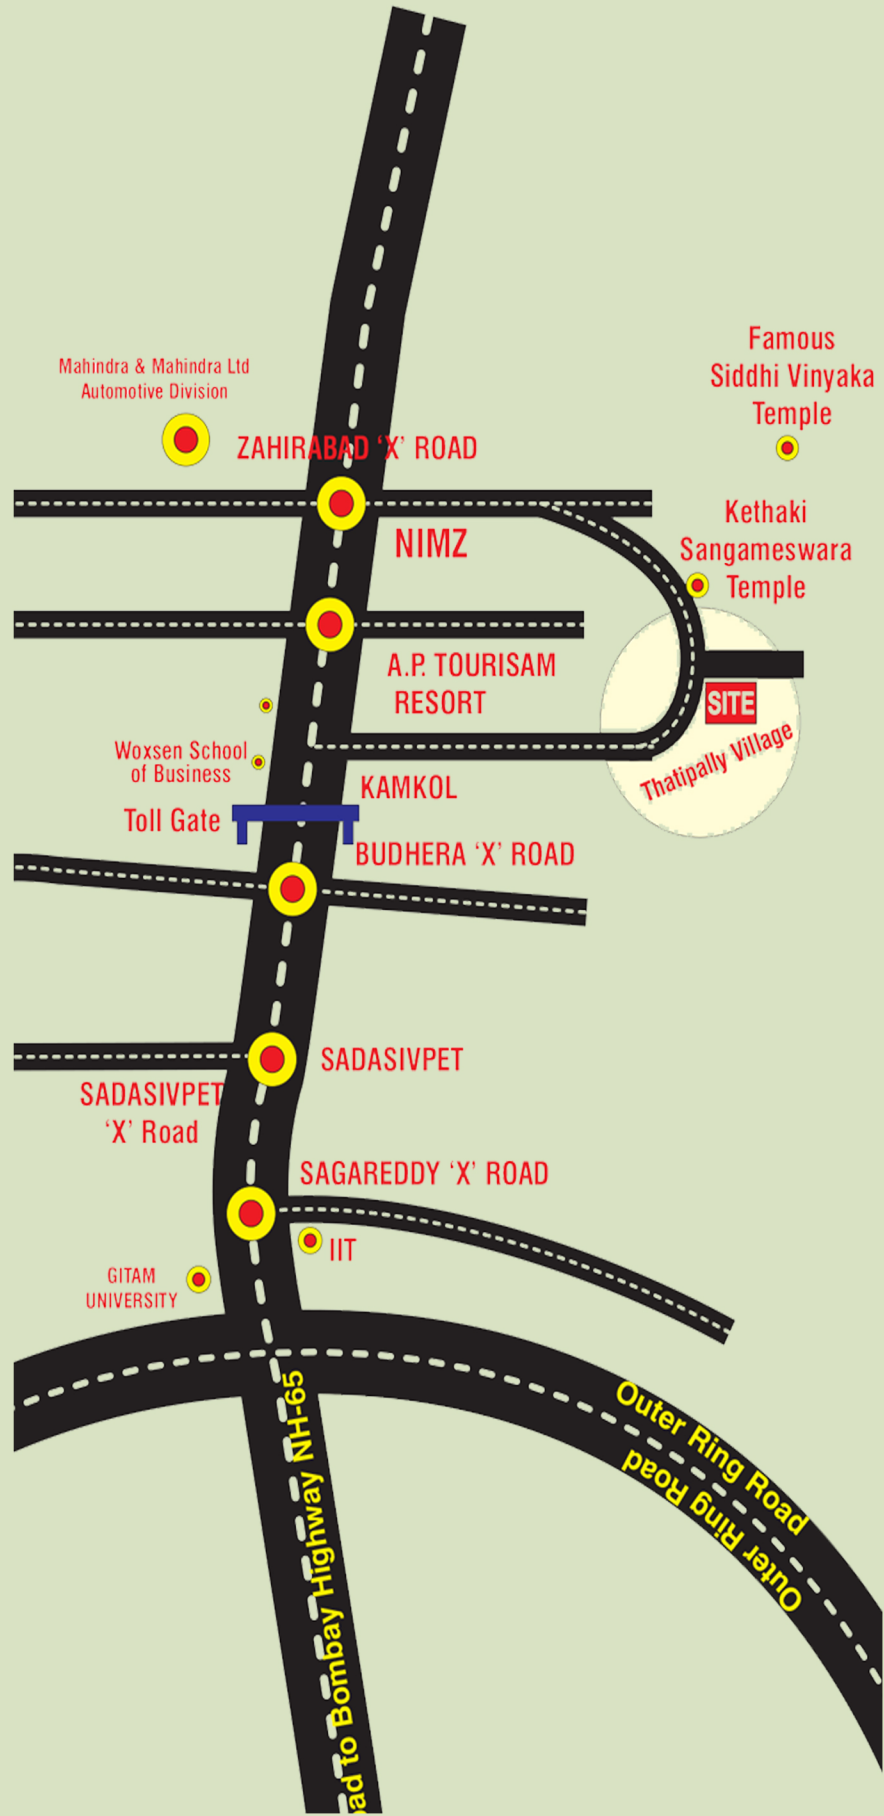 Famous
Siddhi Vinyaka
Temple
Mahindra & Mahindra Ltd
Automotive Division
ZAHIRABAD ‘X’ ROAD
Kethaki
Sangameswara
Temple
NIMZ
A.P. TOURISAM
RESORT
SITE
Thatipally Village
Woxsen School
of Business
KAMKOL
Toll Gate
BUDHERA ‘X’ ROAD
SADASIVPET
SADASIVPET
‘X’ Road
SAGAREDDY ‘X’ ROAD
IIT
GITAM
UNIVERSITY
Outer Ring Road
Outer Ring Road
to Bombay Highway NH-65